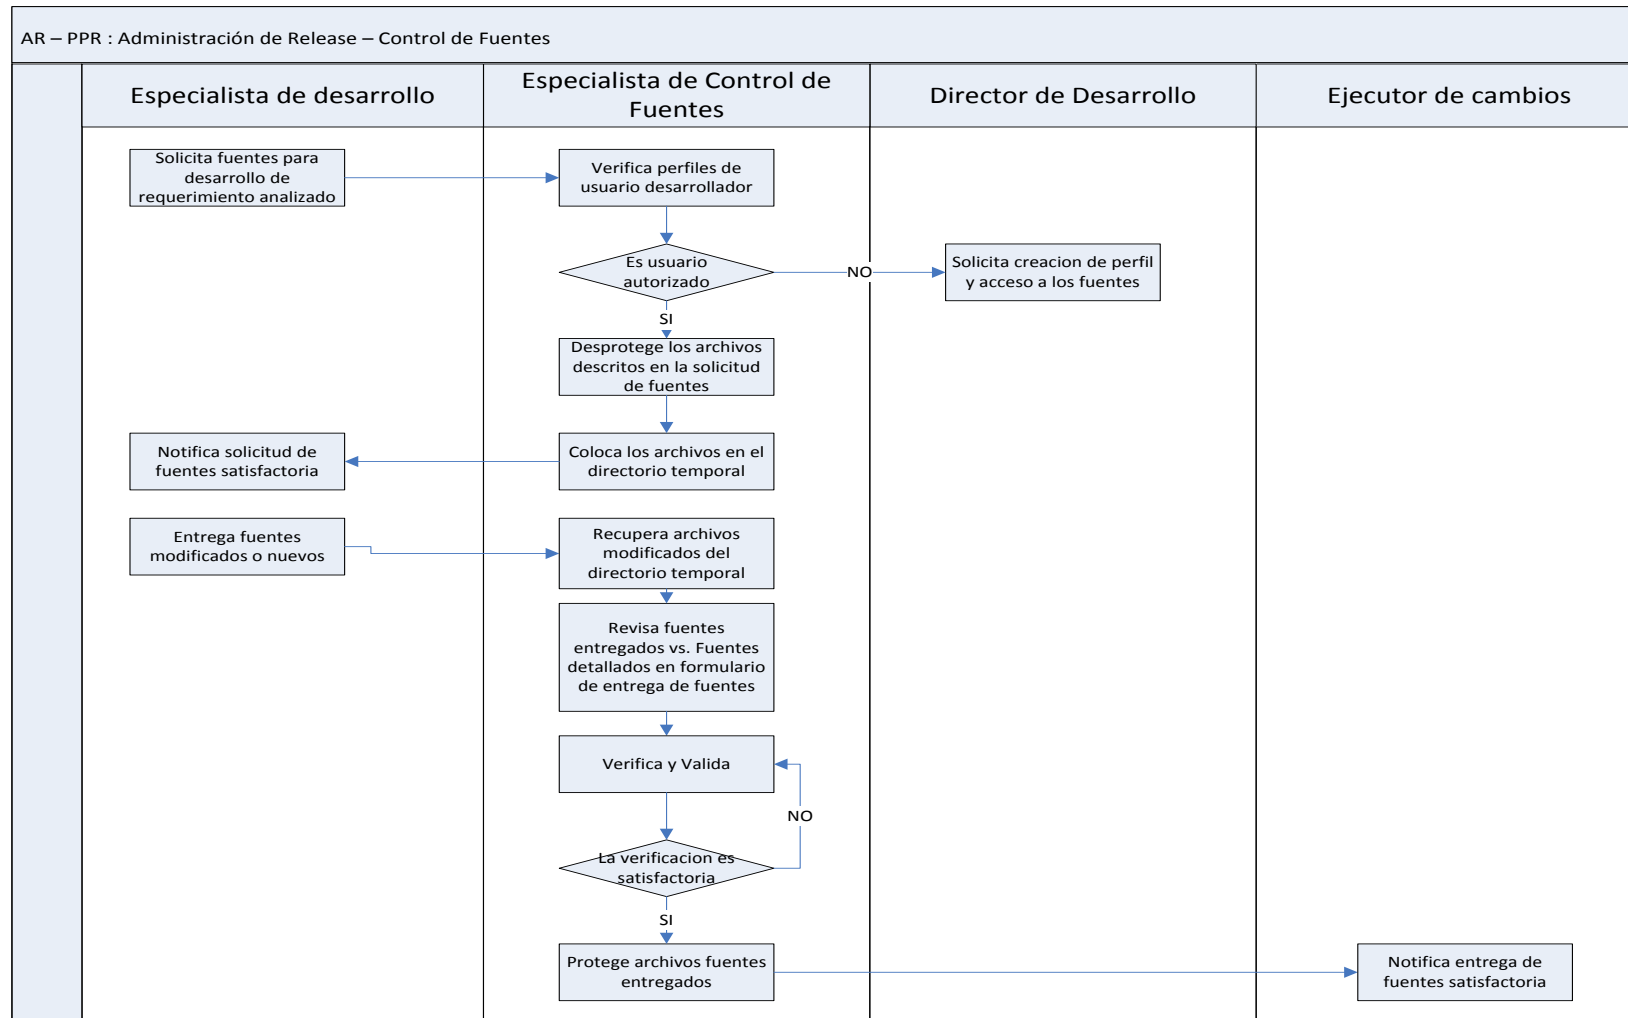 AR – PPR : Administración de Release – Control de Fuentes
Especialista de desarrollo
Especialista de Control de
Fuentes
Director de Desarrollo
Ejecutor de cambios
Solicita fuentes para
desarrollo de
requerimiento analizado
Verifica perfiles de
usuario desarrollador
Es usuario
autorizado
NO
Solicita creacion de perfil
y acceso a los fuentes
SI
Desprotege los archivos
descritos en la solicitud
de fuentes
Notifica solicitud de
fuentes satisfactoria
Coloca los archivos en el
directorio temporal
Entrega fuentes
modificados o nuevos
Recupera archivos
modificados del
directorio temporal
Revisa fuentes
entregados vs. Fuentes
detallados en formulario
de entrega de fuentes
Verifica y Valida
NO
La verificacion es
satisfactoria
SI
Protege archivos fuentes
entregados
Notifica entrega de
fuentes satisfactoria